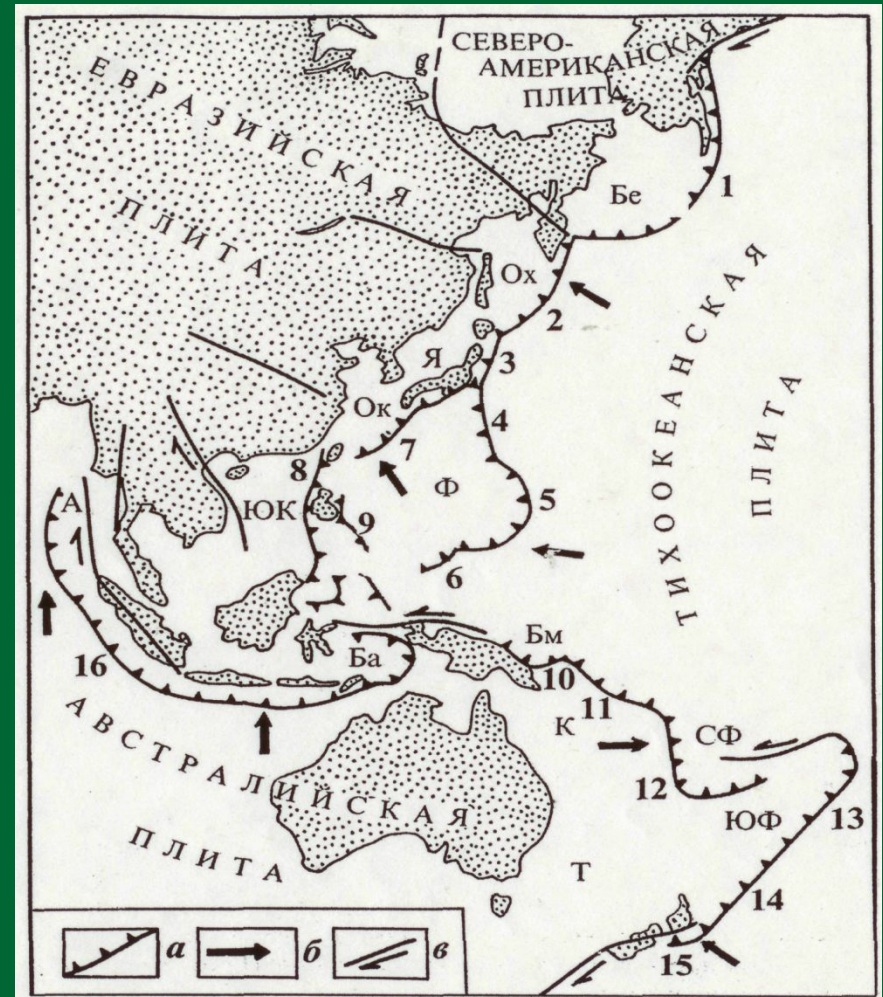 СЕВЕРО-
АМЕРИКАНСКАЯ
ПЛИТА
ЕВРАЗИЙСКАЯ
ПЛИТА
Бе
1
Ох
2
ТИХООКЕАНСКАЯ
ПЛИТА
Я
3
Ок
4
7
8
Ф
5
А
ЮК
9
6
Бм
Ба
10
16
11
К
СФ
АВСТРАЛИЙСКАЯ
ПЛИТА
12
ЮФ
13
Т
14
15
а
б
в